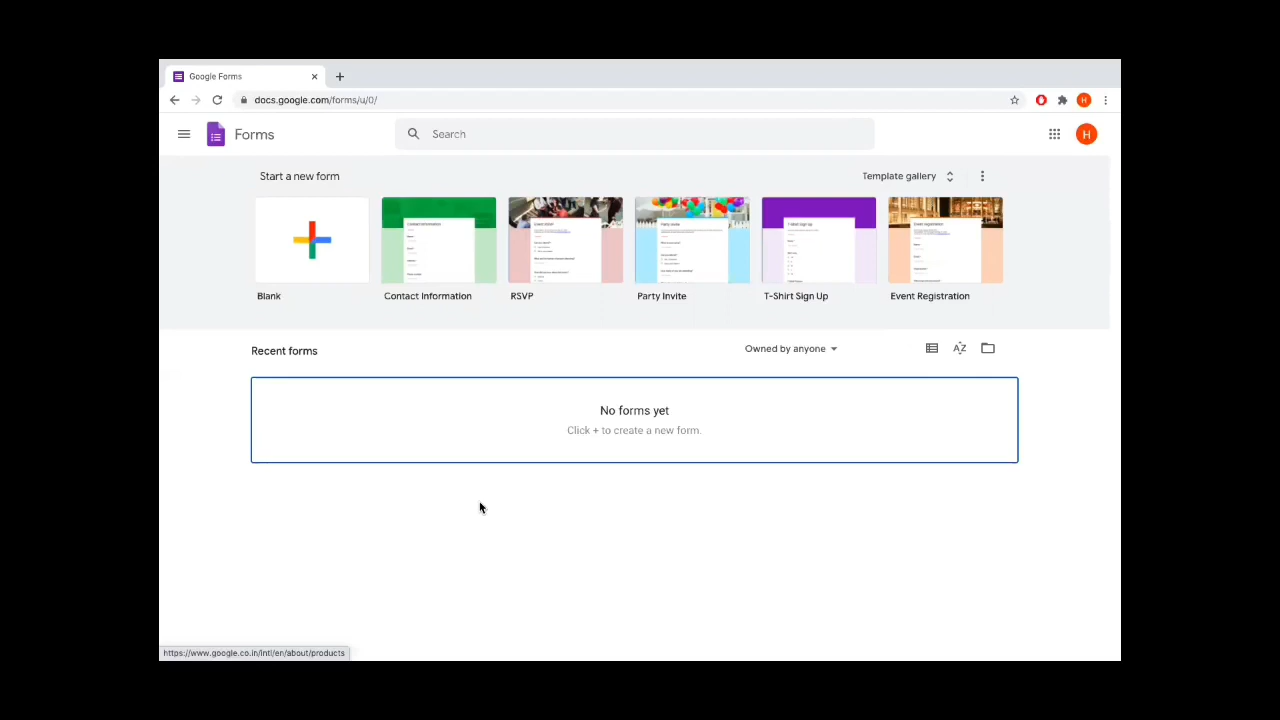 Google Forms
docs.google.com/forms/u/0/
H
Forms
Search
H
Start a new form
Template gallery
Blank
Contact Information
RSVP
Party Invite
T-Shirt Sign Up
Event Registration
Recent forms
Owned by anyone
AZ
No forms yet
Click + to create a new form.
https://www.google.co.in/intl/en/about/products